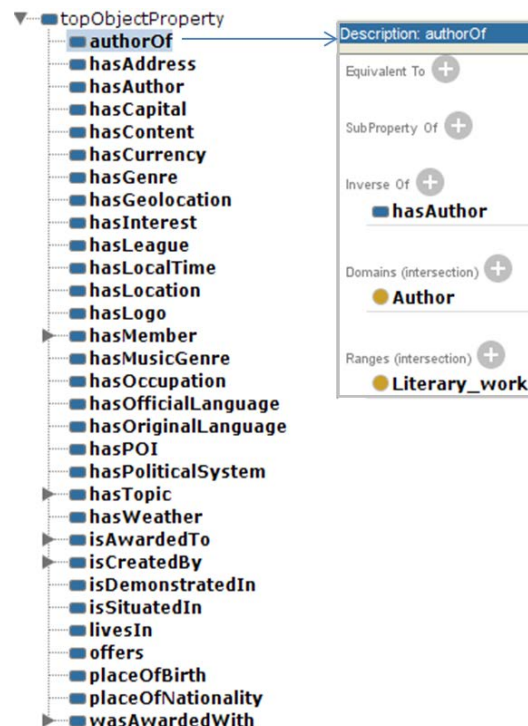 topObjectProperty
authorOf
hasAddress
hasAuthor
hasCapital
hasContent
hasCurrency
hasGenre
hasGeolocation
hasInterest
hasLeague
hasLocalTime
hasLocation
hasLogo
hasMember
hasMusicGenre
hasOccupation
hasOfficialLanguage
hasOriginalLanguage
hasPOI
hasPoliticalSystem
hasTopic
hasWeather
isAwardedTo
isCreatedBy
isDemonstratedIn
isSituatedIn
livesIn
offers
placeOfBirth
placeOfNationality
wasAwardedWith
Description: authorOf
Equivalent To
SubProperty Of
Inverse Of
hasAuthor
Domains (intersection)
Author
Ranges (intersection)
Literary_work